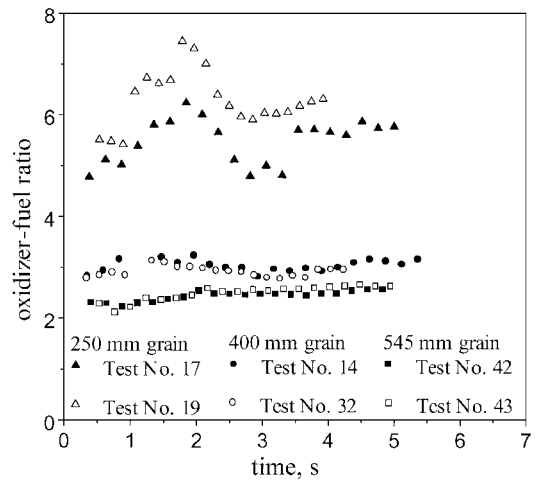 8
6
4
2
0
oxidizer-fuel ratio
250 mm grain 400 mm grain 545 mm grain
Test No. 17 Test No. 14 Test No. 42
Test No. 19 Test No. 32 Test No. 43
0 1 2 3 4 5 6 7
time, s